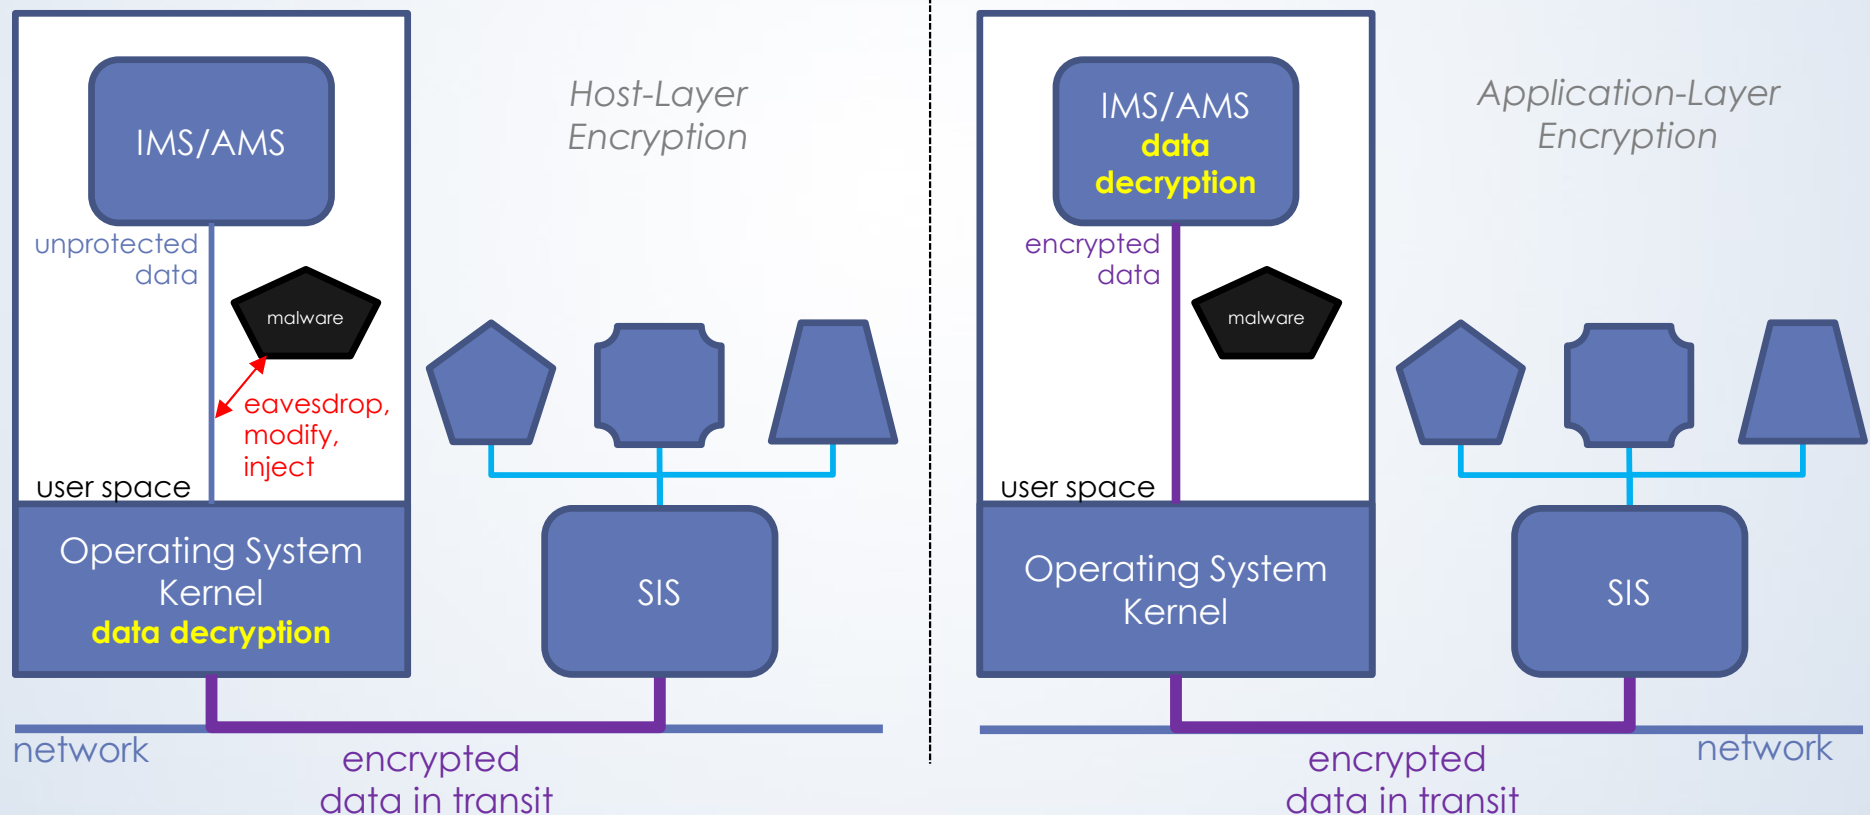 IMS/AMS
Host-Layer
Encryption
unprotected
data
malware
eavesdrop,
modify,
inject
user space
Operating System
Kernel
data decryption
SIS
network
encrypted
data in transit
IMS/AMS
data
decryption
Application-Layer
Encryption
encrypted
data
malware
user space
Operating System
Kernel
SIS
network
encrypted
data in transit